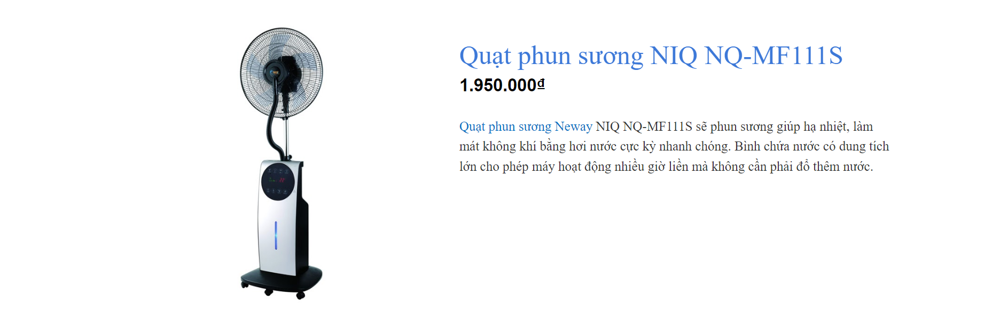 Quạt phun sương NIQ NQ-MF111S
1.950.000₫
Quạt phun sương Neway NIQ NQ-MF111S sẽ phun sương giúp hạ nhiệt, làm
mát không khí bằng hơi nước cực kỳ nhanh chóng. Bình chứa nước có dung tích
lớn cho phép máy hoạt động nhiều giờ liền mà không cần phải đổ thêm nước.